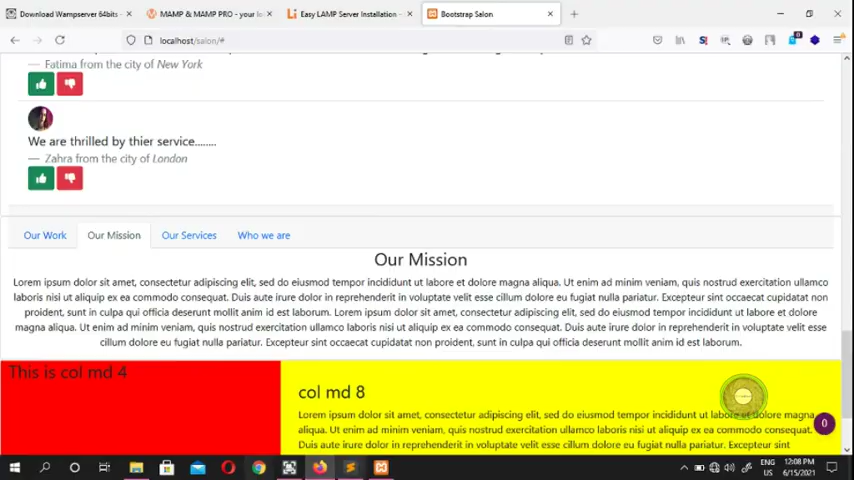 Download Wampserver 64bits -
MAMP & MAMP PRO - your lo
Easy LAMP Server Installation -
Bootstrap Salon
localhost/salon/#
— Fatima from the city of New York
We are thrilled by thier service........
— Zahra from the city of London
Our Work
Our Mission
Our Services
Who we are
Our Mission
Lorem ipsum dolor sit amet, consectetur adipiscing elit, sed do eiusmod tempor incididunt ut labore et dolore magna aliqua. Ut enim ad minim veniam, quis nostrud exercitation ullamco
laboris nisi ut aliquip ex ea commodo consequat. Duis aute irure dolor in reprehenderit in voluptate velit esse cillum dolore eu fugiat nulla pariatur. Excepteur sint occaecat cupidatat non
proident, sunt in culpa qui officia deserunt mollit anim id est laborum. Lorem ipsum dolor sit amet, consectetur adipiscing elit, sed do eiusmod tempor incididunt ut labore et dolore
magna aliqua. Ut enim ad minim veniam, quis nostrud exercitation ullamco laboris nisi ut aliquip ex ea commodo consequat. Duis aute irure dolor in reprehenderit in voluptate velit esse
cillum dolore eu fugiat nulla pariatur. Excepteur sint occaecat cupidatat non proident, sunt in culpa qui officia deserunt mollit anim id est laborum.
This is col md 4
col md 8
Lorem ipsum dolor sit amet, consectetur adipiscing elit, sed do eiusmod tempor incididunt ut labore et dolore magna
aliqua. Ut enim ad minim veniam, quis nostrud exercitation ullamco laboris nisi ut aliquip ex ea commodo consequat.
Duis aute irure dolor in reprehenderit in voluptate velit esse cillum dolore eu fugiat nulla pariatur. Excepteur sint
0
ENG
US
12:08 PM
6/15/2021